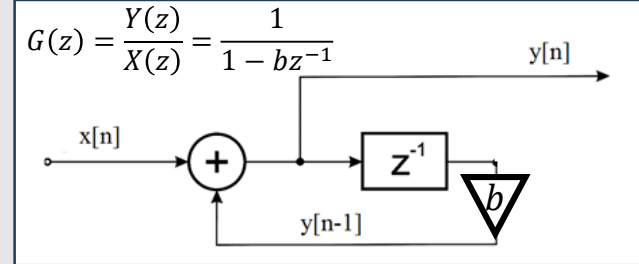 G(z) = Y(z)/X(z) = 1/(1 − bz⁻¹)
y[n]
x[n]
+
z⁻¹
b
y[n-1]